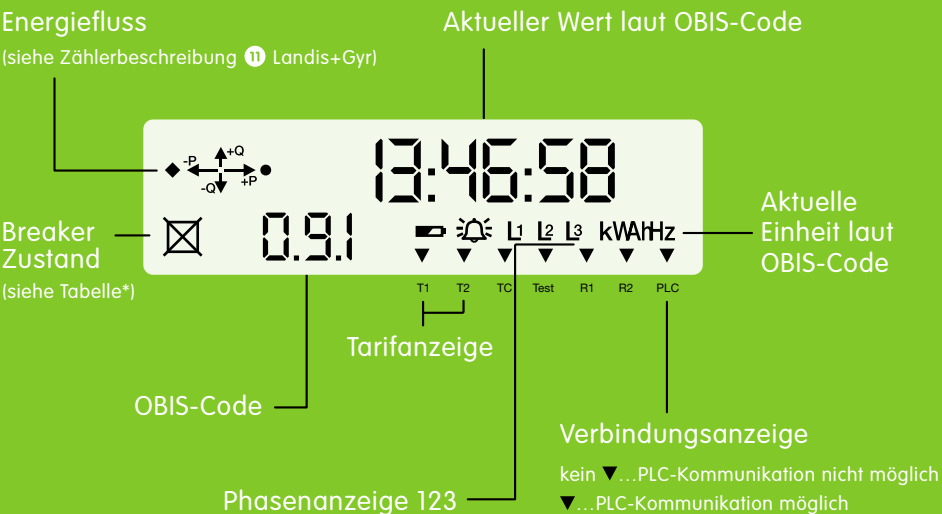 Energiefluss
(siehe Zählerbeschreibung 11 Landis+Gyr)
Aktueller Wert laut OBIS-Code
-P +Q
-Q +P
13:46:58
Breaker
Zustand
(siehe Tabelle*)
0.9.1
L1 L2 L3 kWAhHz
Aktuelle
Einheit laut
OBIS-Code
T1 T2 TC Test R1 R2 PLC
Tarifanzeige
OBIS-Code
Verbindungsanzeige
kein ▼...PLC-Kommunikation nicht möglich
▼...PLC-Kommunikation möglich
Phasenanzeige 123